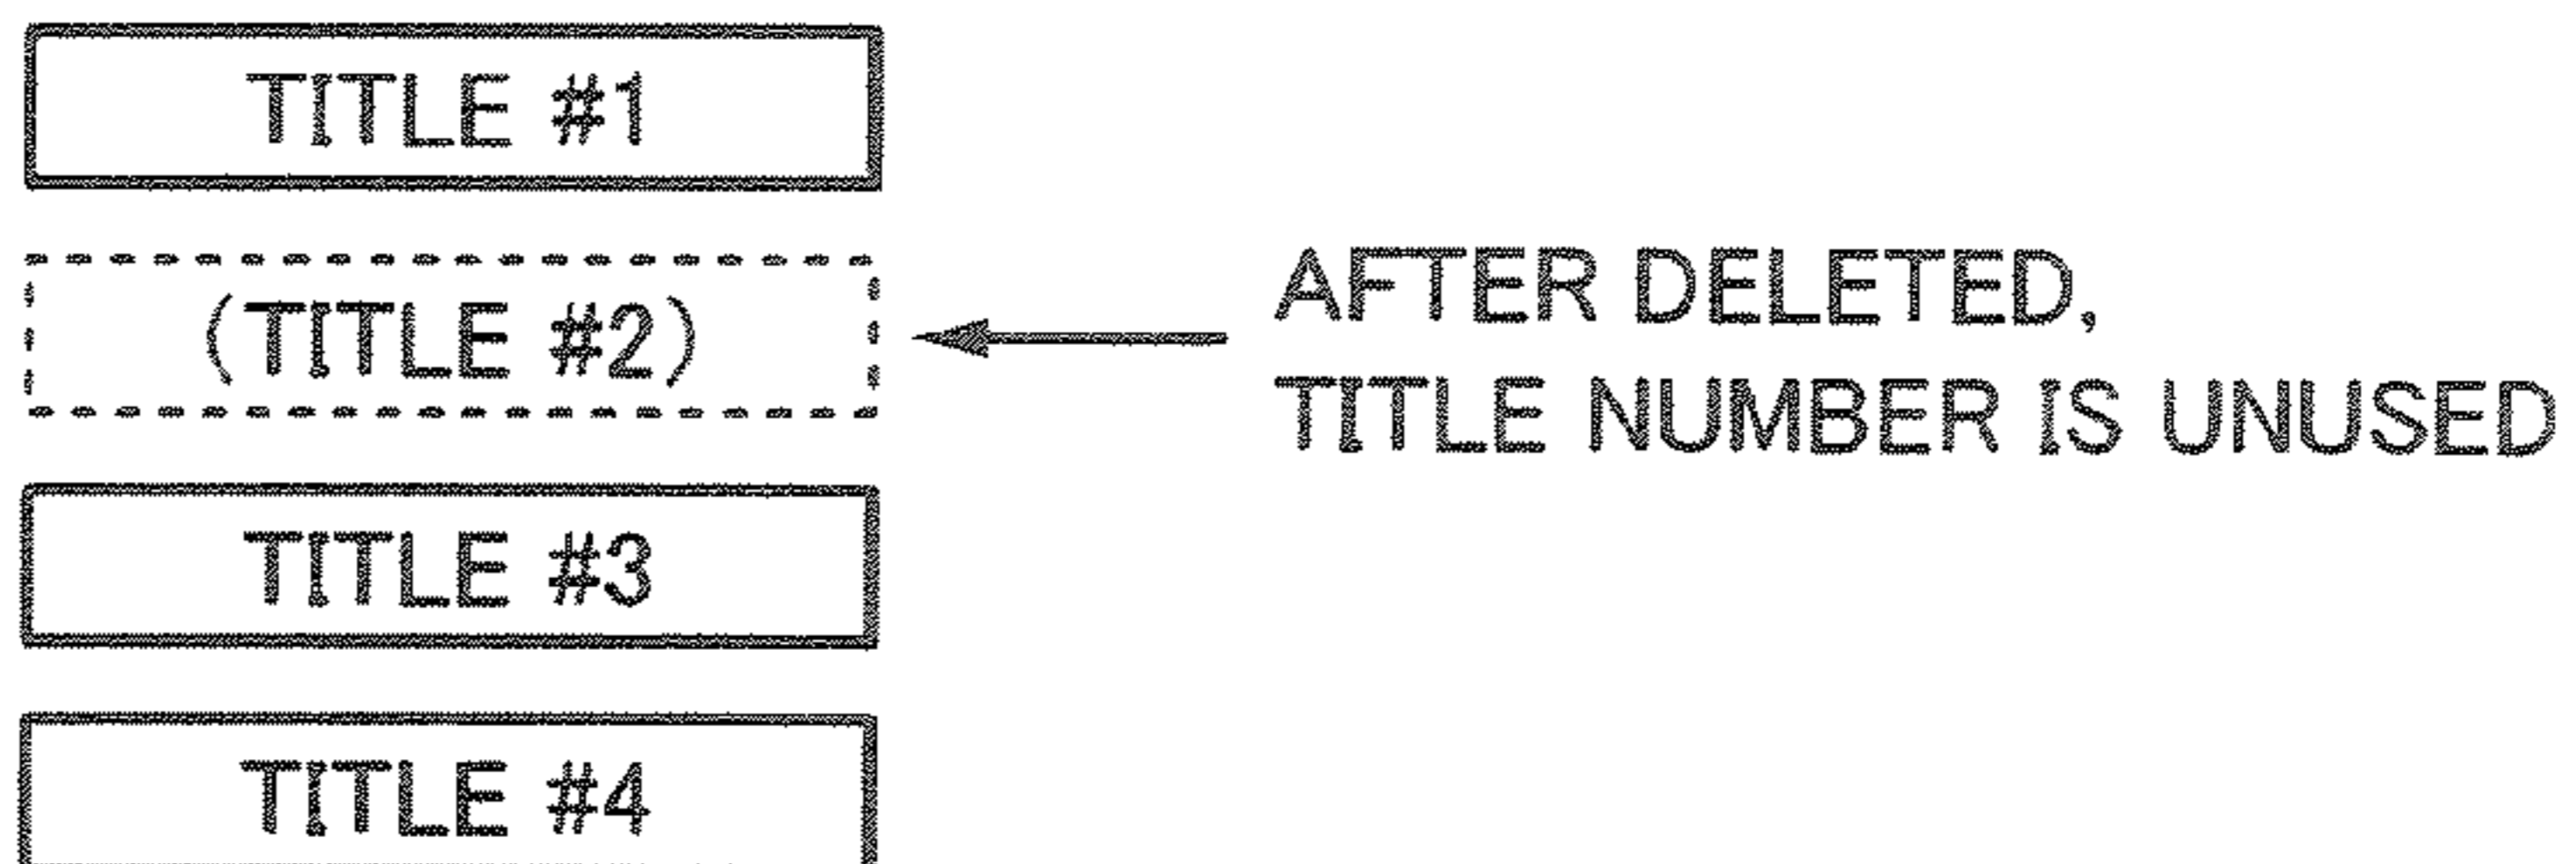 TITLE #1
(TITLE #2)
AFTER DELETED,
TITLE NUMBER IS UNUSED
TITLE #3
TITLE #4